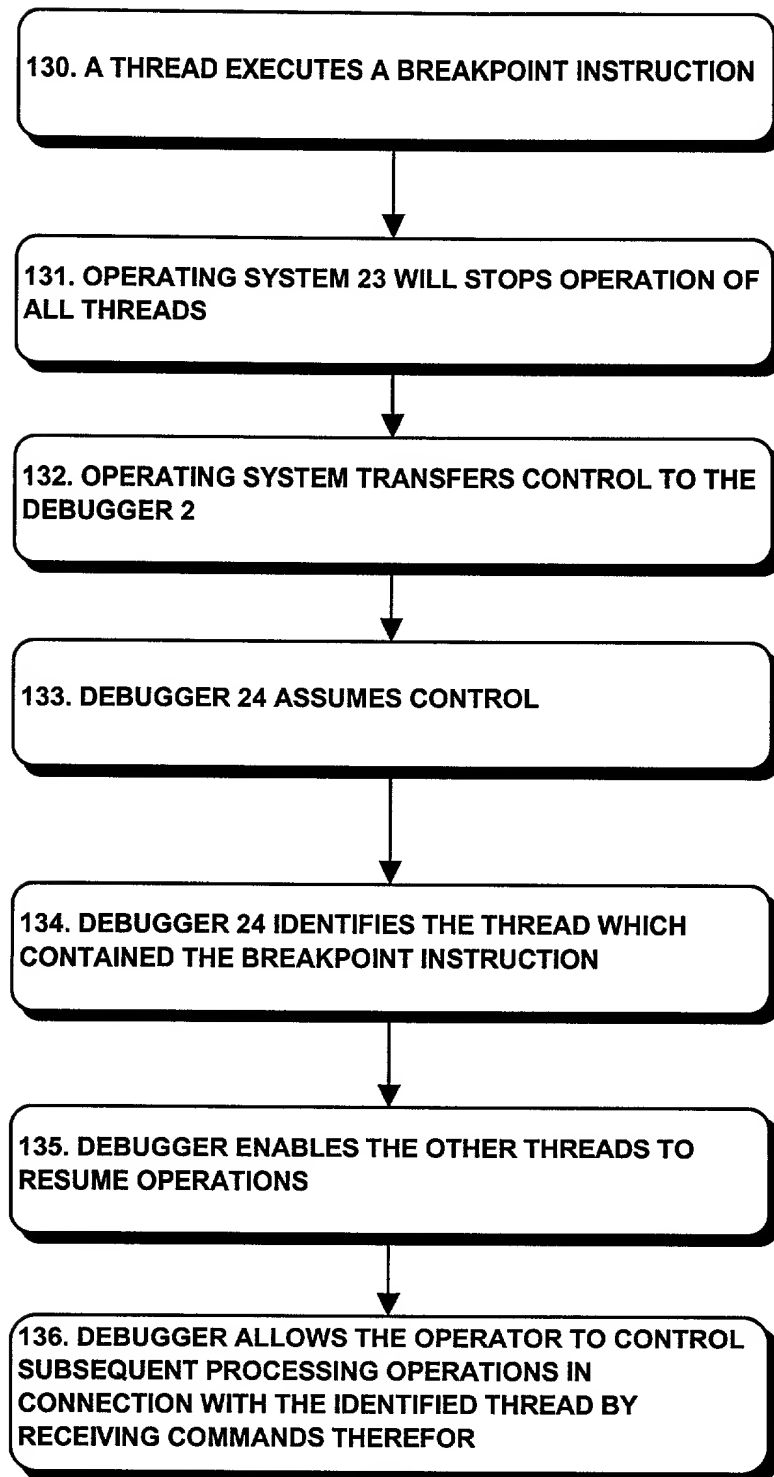 130. A THREAD EXECUTES A BREAKPOINT INSTRUCTION
131. OPERATING SYSTEM 23 WILL STOPS OPERATION OF
ALL THREADS
132. OPERATING SYSTEM TRANSFERS CONTROL TO THE
DEBUGGER 2
133. DEBUGGER 24 ASSUMES CONTROL
134. DEBUGGER 24 IDENTIFIES THE THREAD WHICH
CONTAINED THE BREAKPOINT INSTRUCTION
135. DEBUGGER ENABLES THE OTHER THREADS TO
RESUME OPERATIONS
136. DEBUGGER ALLOWS THE OPERATOR TO CONTROL
SUBSEQUENT PROCESSING OPERATIONS IN
CONNECTION WITH THE IDENTIFIED THREAD BY
RECEIVING COMMANDS THEREFOR